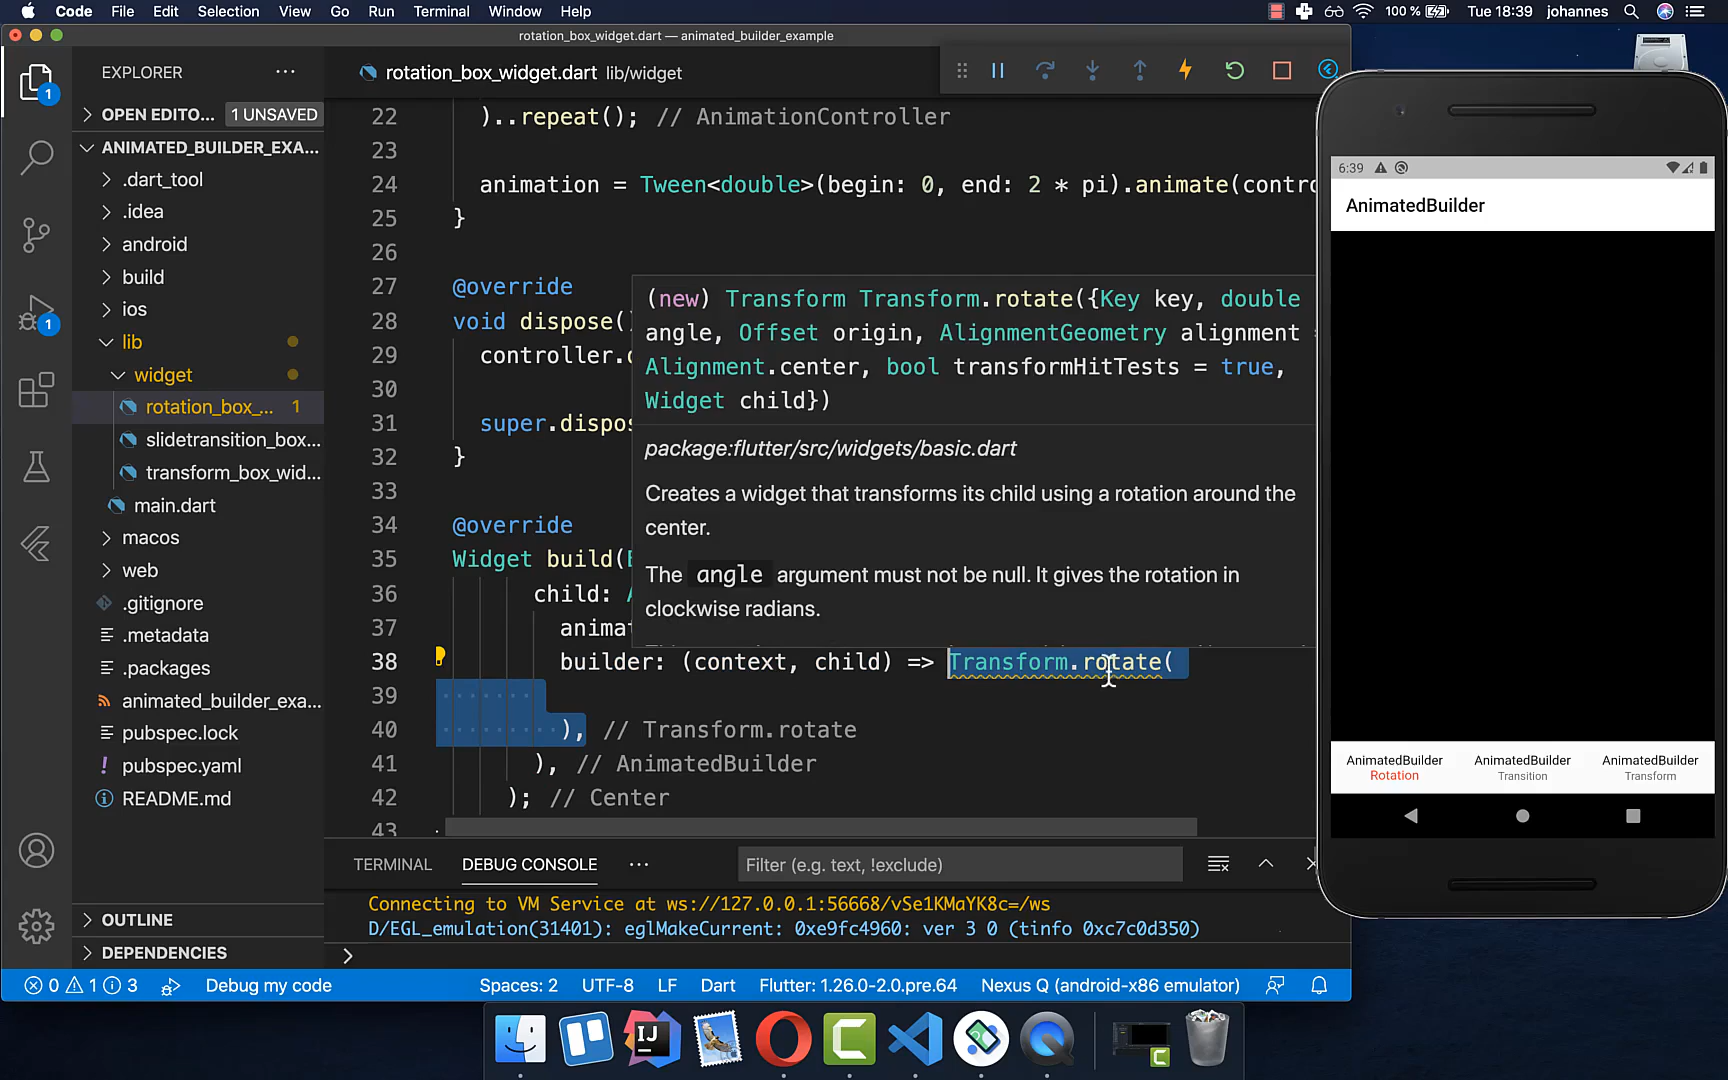 Code File Edit Selection View Go Run Terminal Window Help 100 % Tue 18:39 johannes
rotation_box_widget.dart — animated_builder_example
EXPLORER
OPEN EDITO... 1 UNSAVED
ANIMATED_BUILDER_EXA...
.dart_tool
.idea
android
build
ios
lib
widget
rotation_box_... 1
slidetransition_box...
transform_box_wid...
main.dart
macos
web
.gitignore
.metadata
.packages
animated_builder_exa...
pubspec.lock
pubspec.yaml
README.md
OUTLINE
DEPENDENCIES
1
1
rotation_box_widget.dart lib/widget
22 )..repeat(); // AnimationController
23
24 animation = Tween<double>(begin: 0, end: 2 * pi).animate(contro
25 }
26
27 @override
28 void dispose()
29 controller.
30
31 super.dispos
32 }
33
34 @override
35 Widget build(B
36 child: A
37 animat
38 builder: (context, child) => Transform.rotate(
39
40 ), // Transform.rotate
41 ), // AnimatedBuilder
42 ); // Center
43
(new) Transform Transform.rotate({Key key, double
angle, Offset origin, AlignmentGeometry alignment =
Alignment.center, bool transformHitTests = true,
Widget child})
package:flutter/src/widgets/basic.dart
Creates a widget that transforms its child using a rotation around the
center.
The angle argument must not be null. It gives the rotation in
clockwise radians.
TERMINAL DEBUG CONSOLE ... Filter (e.g. text, !exclude)
Connecting to VM Service at ws://127.0.0.1:56668/vSe1KMaYK8c=/ws
D/EGL_emulation(31401): eglMakeCurrent: 0xe9fc4960: ver 3 0 (tinfo 0xc7c0d350)
0 1 3 Debug my code Spaces: 2 UTF-8 LF Dart Flutter: 1.26.0-2.0.pre.64 Nexus Q (android-x86 emulator)
6:39
AnimatedBuilder
AnimatedBuilder AnimatedBuilder AnimatedBuilder
Rotation Transition Transform
IJ